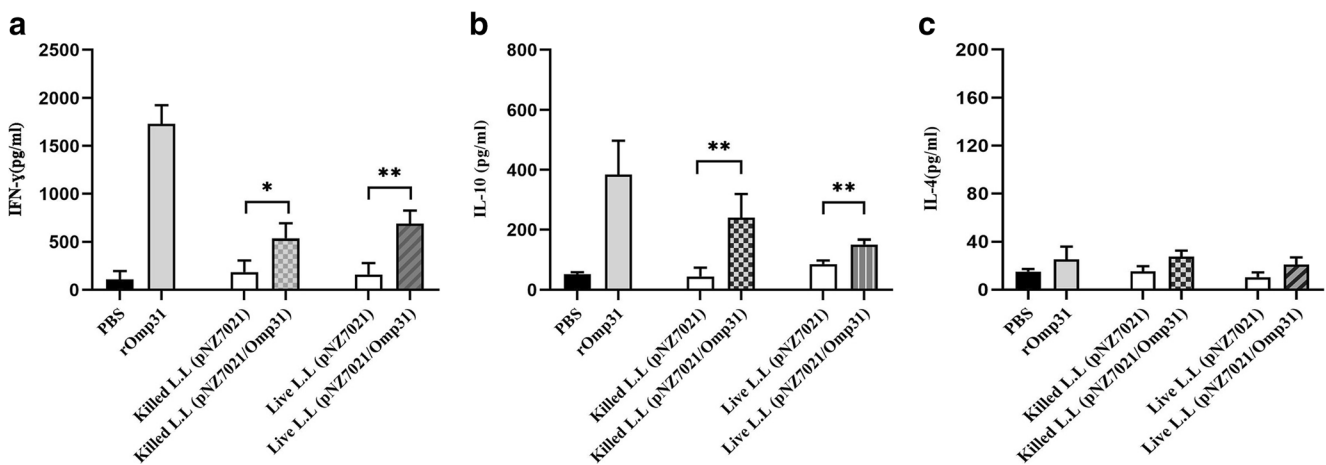 a
IFN-γ(pg/ml)
2500
2000
1500
1000
500
0
*
**
PBS
rOmp31
Killed L.L (pNZ7021)
Killed L.L (pNZ7021/Omp31)
Live L.L (pNZ7021)
Live L.L (pNZ7021/Omp31)
b
IL-10 (pg/ml)
800
600
400
200
0
**
**
PBS
rOmp31
Killed L.L (pNZ7021)
Killed L.L (pNZ7021/Omp31)
Live L.L (pNZ7021)
Live L.L (pNZ7021/Omp31)
c
IL-4(pg/ml)
200
160
120
80
40
0
PBS
rOmp31
Killed L.L (pNZ7021)
Killed L.L (pNZ7021/Omp31)
Live L.L (pNZ7021)
Live L.L (pNZ7021/Omp31)